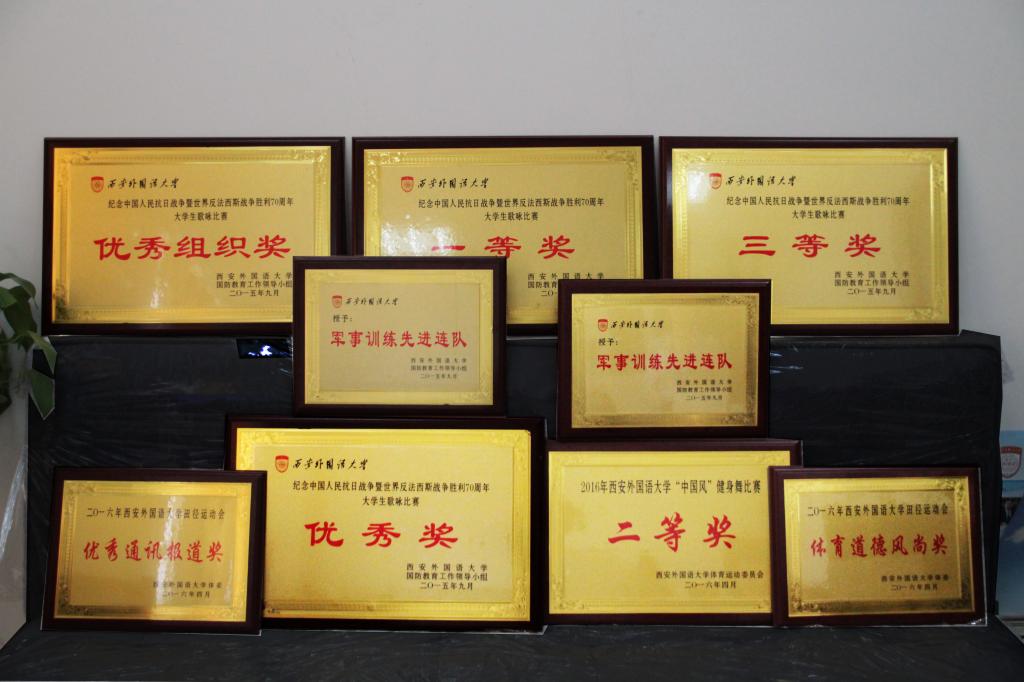 西安外国语大学
纪念中国人民抗日战争暨世界反法西斯战争胜利70周年
大学生歌咏比赛
优秀组织奖
西安外国语大学
国防教育工作领导小组
二〇一五年九月
西安外国语大学
纪念中国人民抗日战争暨世界反法西斯战争胜利70周年
大学生歌咏比赛
一等奖
西安外国语大学
国防教育工作领导小组
二〇一
西安外国语大学
纪念中国人民抗日战争暨世界反法西斯战争胜利70周年
大学生歌咏比赛
三等奖
西安外国语大学
国防教育工作领导小组
二〇一五年九月
西安外国语大学
授予：
军事训练先进连队
西安外国语大学
国防教育工作领导小组
二〇一五年九月
西安外国语大学
授予：
军事训练先进连队
西安外国语大学
国防教育工作领导小组
二〇一五年九月
二〇一六年西安外国语大学田径运动会
优秀通讯报道奖
西安外国语大学体委
二〇一六年四月
西安外国语大学
纪念中国人民抗日战争暨世界反法西斯战争胜利70周年
大学生歌咏比赛
优秀奖
西安外国语大学
国防教育工作领导小组
二〇一五年九月
2016年西安外国语大学“中国风”健身舞比赛
二等奖
西安外国语大学体育运动委员会
二〇一六年四月
二〇一六年西安外国语大学田径运动会
体育道德风尚奖
西安外国语大学体委
二〇一六年四月